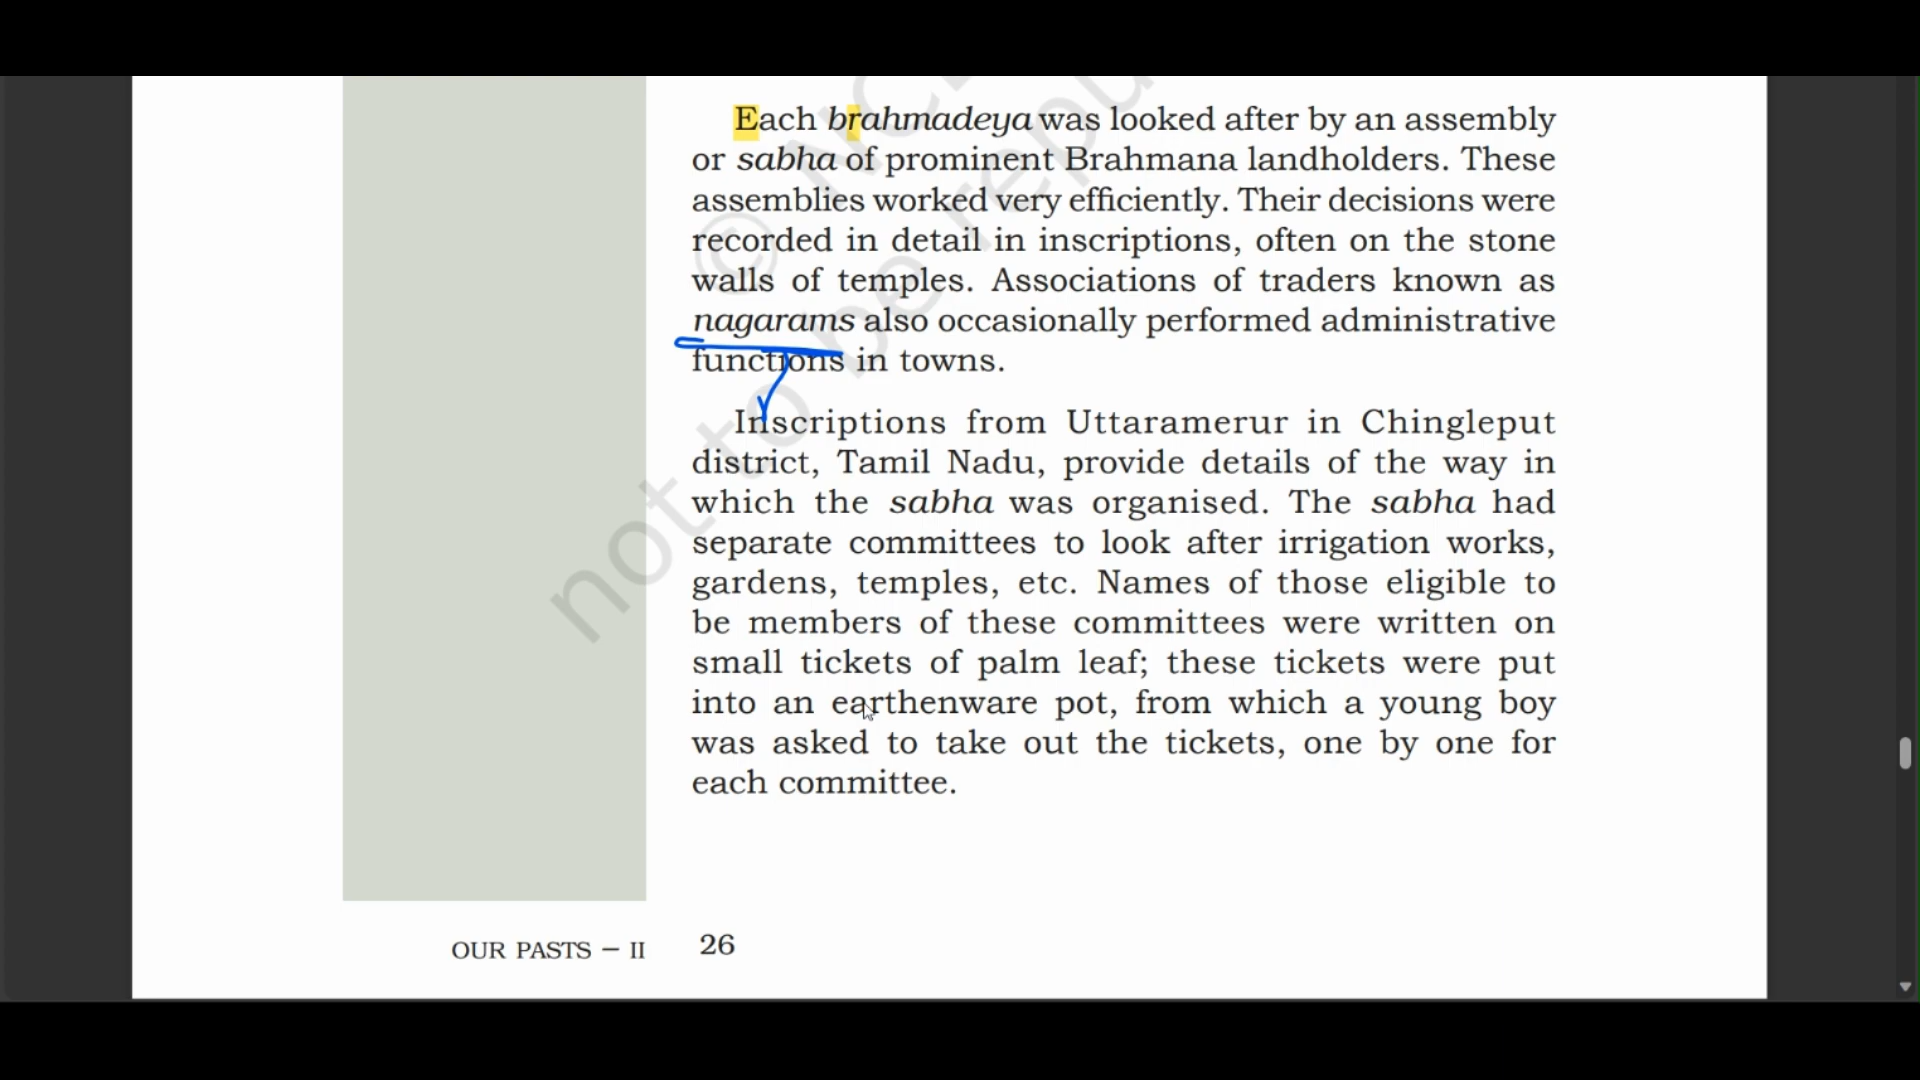 Each brahmadeya was looked after by an assembly
or sabha of prominent Brahmana landholders. These
assemblies worked very efficiently. Their decisions were
recorded in detail in inscriptions, often on the stone
walls of temples. Associations of traders known as
nagarams also occasionally performed administrative
functions in towns.
Inscriptions from Uttaramerur in Chingleput
district, Tamil Nadu, provide details of the way in
which the sabha was organised. The sabha had
separate committees to look after irrigation works,
gardens, temples, etc. Names of those eligible to
be members of these committees were written on
small tickets of palm leaf; these tickets were put
into an earthenware pot, from which a young boy
was asked to take out the tickets, one by one for
each committee.
OUR PASTS – II 26
not to be